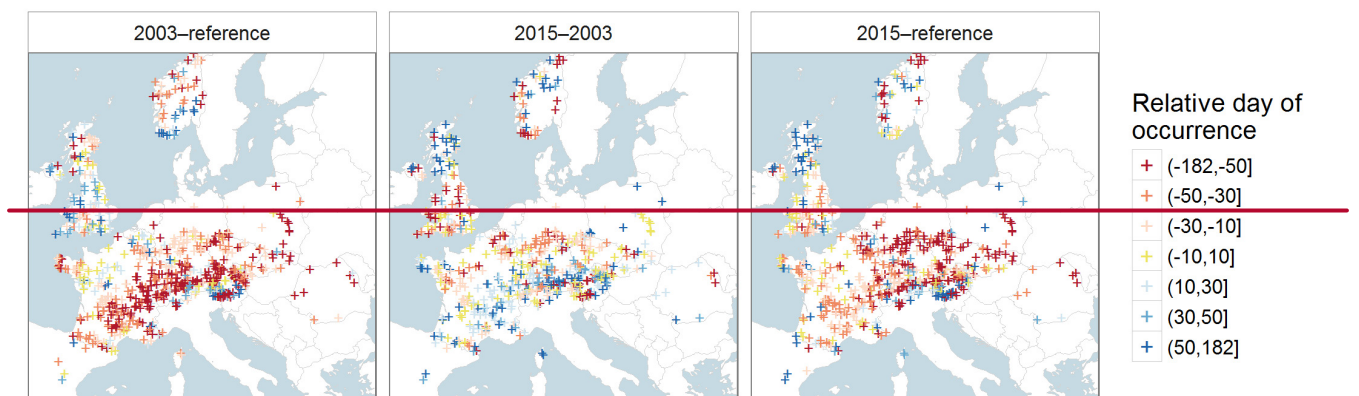 2003–reference
2015–2003
2015–reference
Relative day of
occurrence
(-182,-50]
(-50,-30]
(-30,-10]
(-10,10]
(10,30]
(30,50]
(50,182]